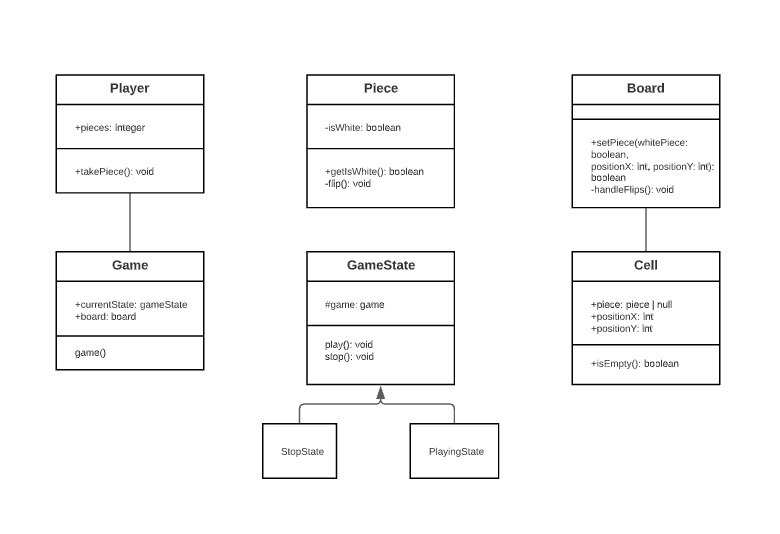 Player
+pieces: integer
+takePiece(): void
Piece
-isWhite: boolean
+getIsWhite(): boolean
-flip(): void
Board
+setPiece(whitePiece:
boolean,
positionX: int, positionY: int):
boolean
-handleFlips(): void
Game
+currentState: gameState
+board: board
game()
GameState
#game: game
play(): void
stop(): void
Cell
+piece: piece | null
+positionX: int
+positionY: int
+isEmpty(): boolean
StopState
PlayingState